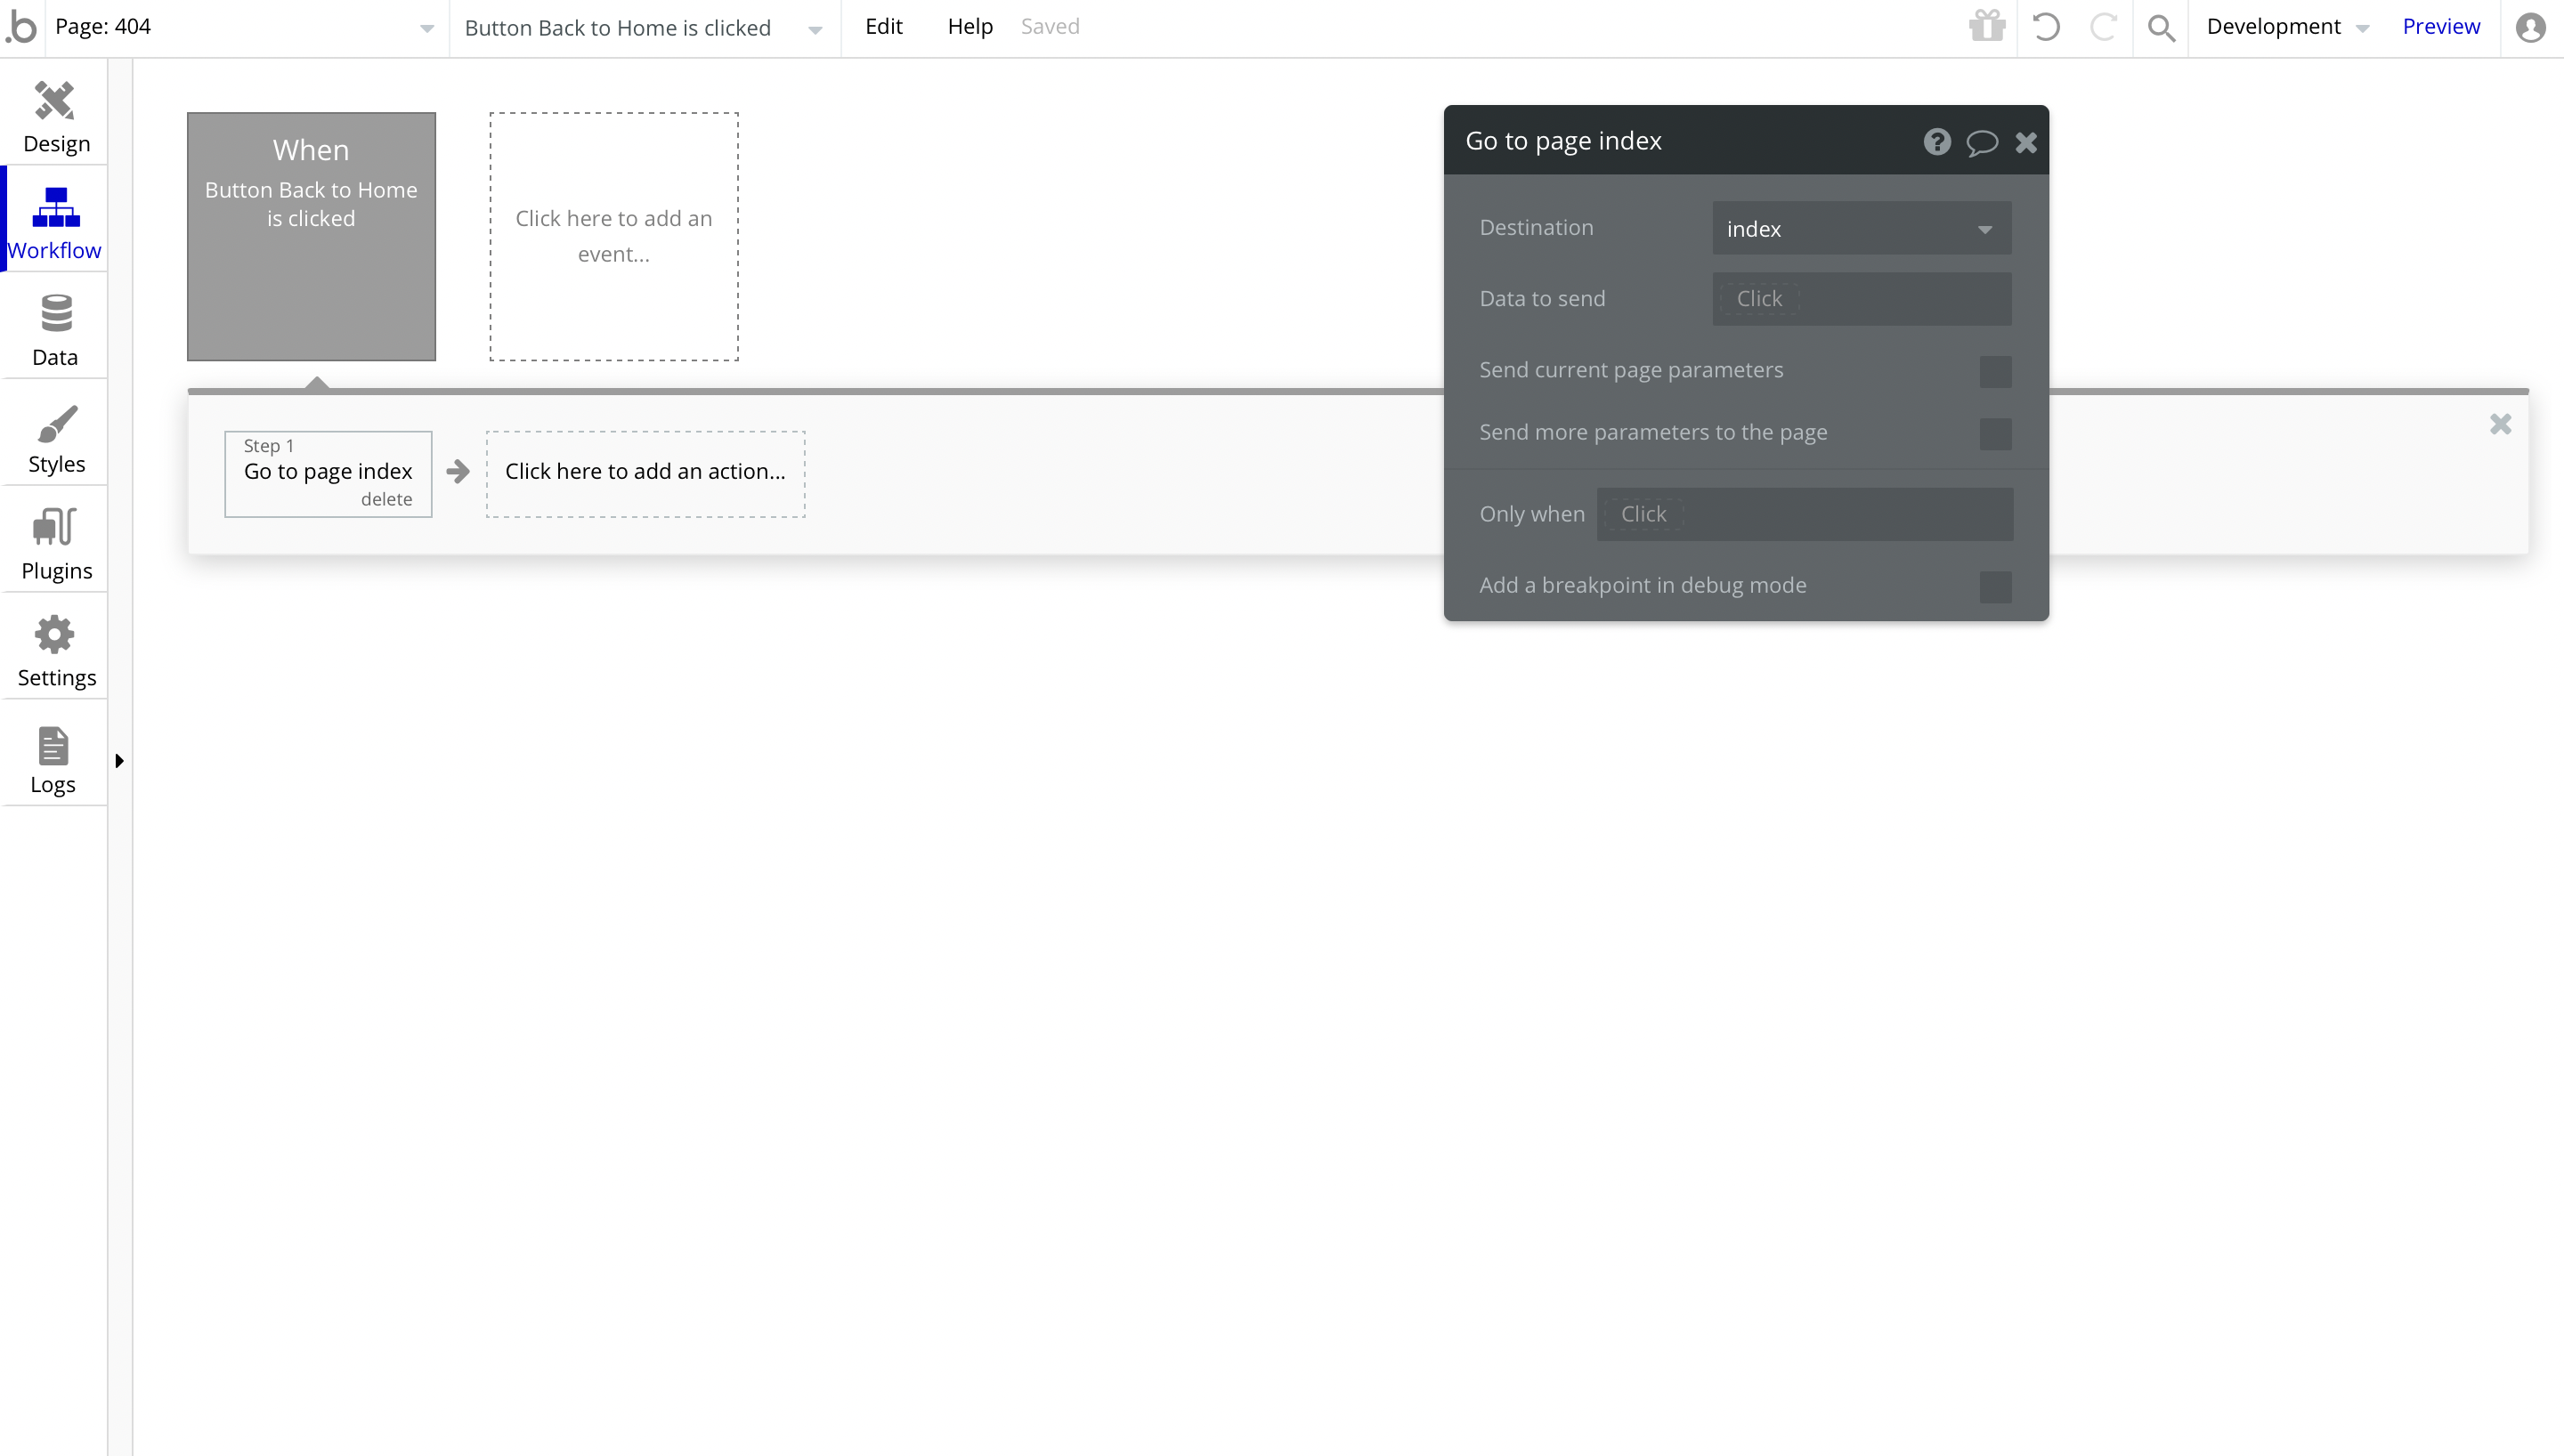 .b
Page: 404
Button Back to Home is clicked
Edit
Help
Saved
Development
Preview
Design
Workflow
Data
Styles
Plugins
Settings
Logs
When
Button Back to Home
is clicked
Click here to add an
event...
Step 1
Go to page index
delete
Click here to add an action...
Go to page index
Destination
index
Data to send
Click
Send current page parameters
Send more parameters to the page
Only when
Click
Add a breakpoint in debug mode